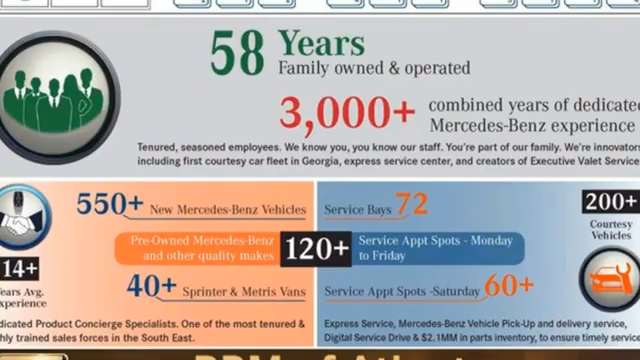 58 Years
Family owned & operated
3,000+ combined years of dedicated
Mercedes-Benz experience
Tenured, seasoned employees. We know you, you know our staff. You're part of our family. We're innovators
including first courtesy car fleet in Georgia, express service center, and creators of Executive Valet Service
550+ New Mercedes-Benz Vehicles
Pre-Owned Mercedes-Benz
and other quality makes
120+
40+ Sprinter & Metris Vans
14+
Years Avg.
Experience
dicated Product Concierge Specialists. One of the most tenured &
hly trained sales forces in the South East.
Service Bays 72
Service Appt Spots - Monday
to Friday
Service Appt Spots -Saturday 60+
200+
Courtesy
Vehicles
Express Service, Mercedes-Benz Vehicle Pick-Up and delivery service,
Digital Service Drive & $2.1MM in parts inventory, to ensure timely service